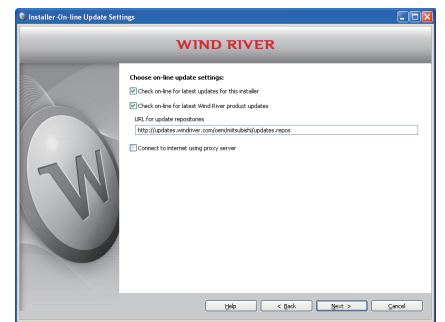 Installer-On-line Update Settings
WIND RIVER
Choose on-line update settings:
Check on-line for latest updates for this installer
Check on-line for latest Wind River product updates
URL for update repositories
http://updates.windriver.com/oem/mitsubishi/updates.repos
Connect to internet using proxy server
W
Help
< Back
Next >
Cancel